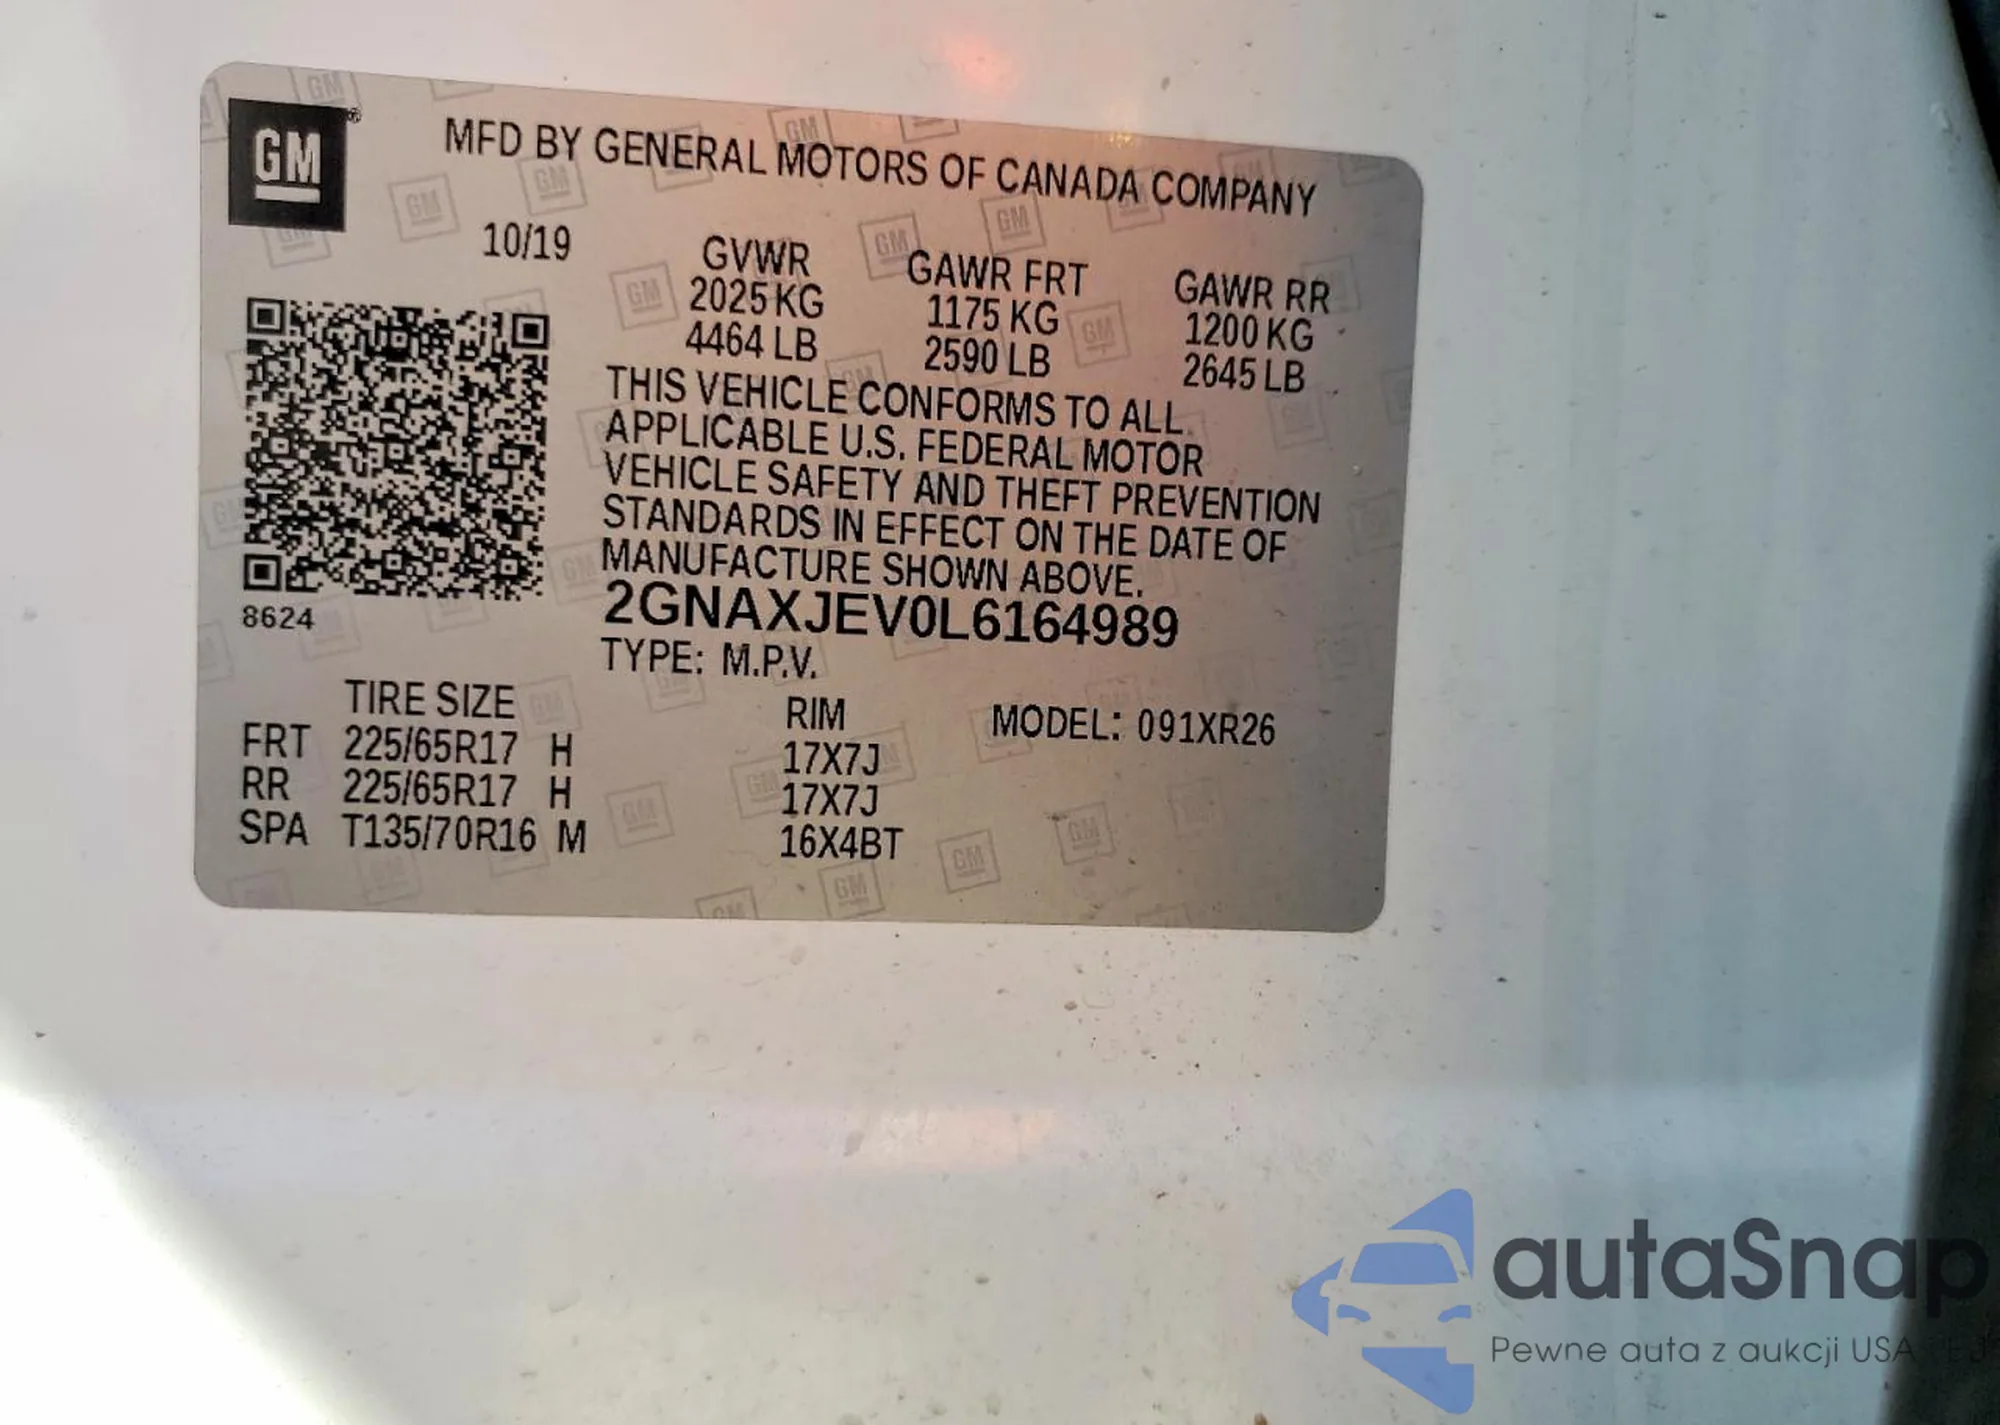 GM
MFD BY GENERAL MOTORS OF CANADA COMPANY
10/19
GVWR GAWR FRT GAWR RR
2025 KG 1175 KG 1200 KG
4464 LB 2590 LB 2645 LB
THIS VEHICLE CONFORMS TO ALL
APPLICABLE U.S. FEDERAL MOTOR
VEHICLE SAFETY AND THEFT PREVENTION
STANDARDS IN EFFECT ON THE DATE OF
MANUFACTURE SHOWN ABOVE.
8624
2GNAXJEV0L6164989
TYPE: M.P.V.
TIRE SIZE RIM MODEL: 091XR26
FRT 225/65R17 H 17X7J
RR 225/65R17 H 17X7J
SPA T135/70R16 M 16X4BT
autaSnap
Pewne auta z aukcji USA i EU